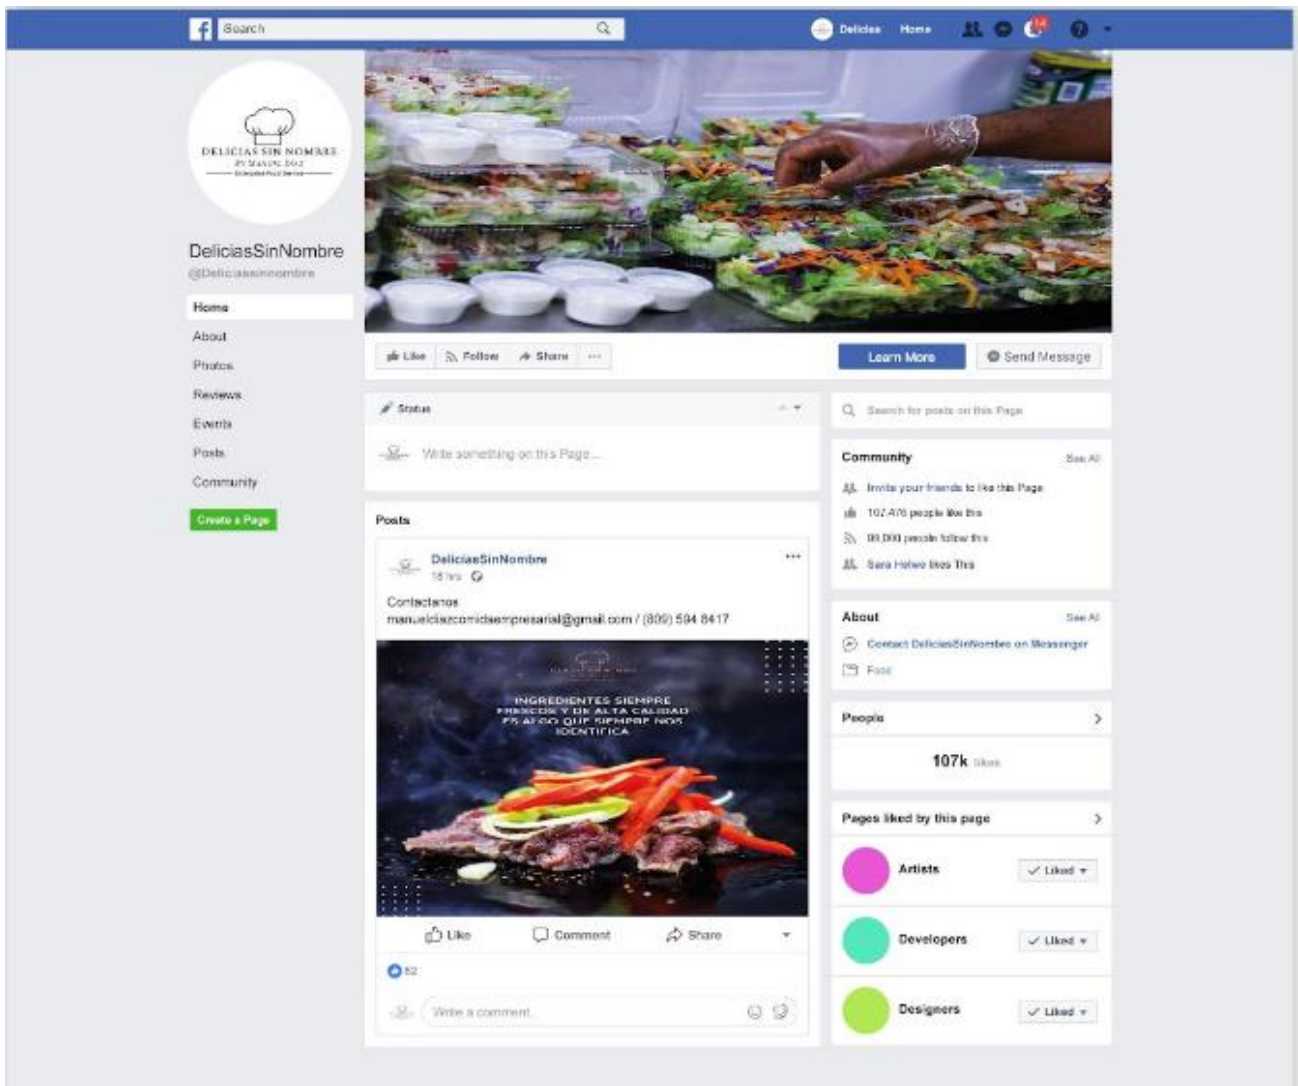 Search
Delicias Home
14
DELICIAS SIN NOMBRE
DeliciasSinNombre
@Deliciassinnombre
Home
About
Photos
Reviews
Events
Posts
Community
Create a Page
Like Follow Share ...
Learn More
Send Message
Status
Write something on this Page...
Posts
DeliciasSinNombre
18 hrs
Contactanos
manueldiazcomidaempresarial@gmail.com / (809) 594 8417
INGREDIENTES SIEMPRE
FRESCOS Y DE ALTA CALIDAD
ES ALGO QUE SIEMPRE NOS
IDENTIFICA
Like Comment Share
Write a comment...
Search for posts on this Page
Community See All
Invite your friends to like this Page
people like this
people follow this
Sara likes This
About See All
Contact DeliciasSinNombre on Messenger
People
107k likes
Pages liked by this page
Artists Liked
Developers Liked
Designers Liked